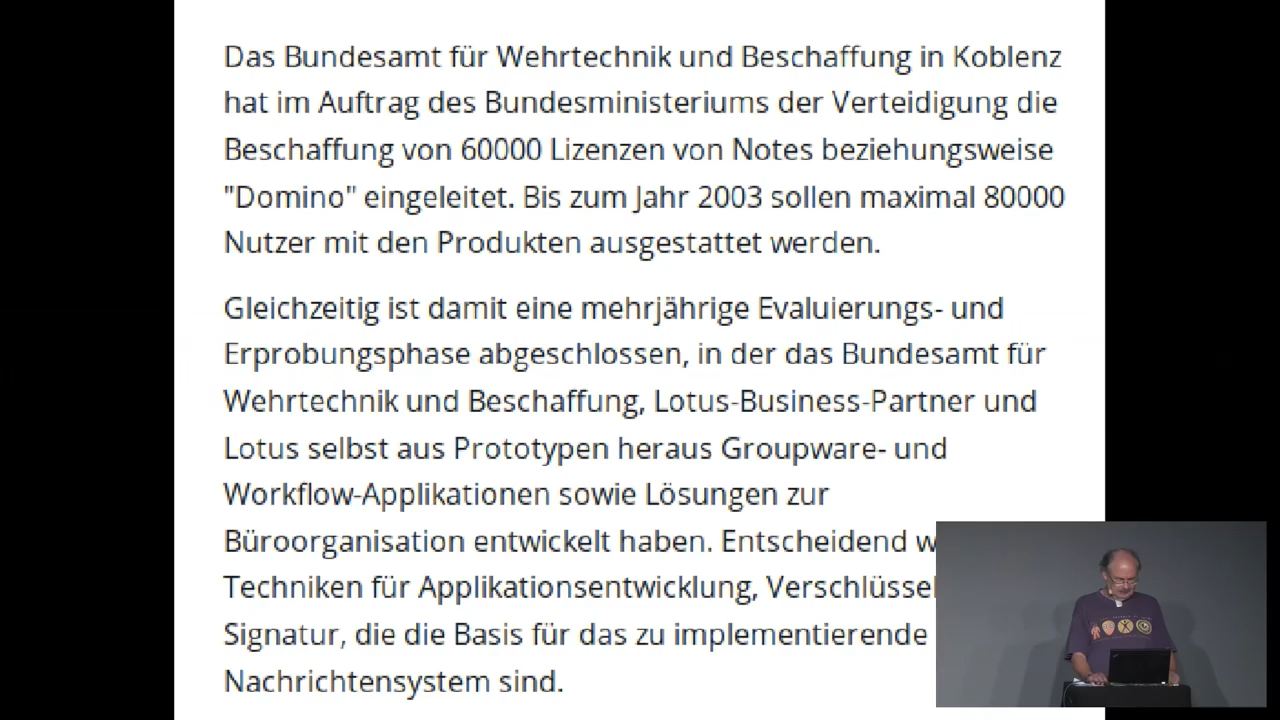 Das Bundesamt für Wehrtechnik und Beschaffung in Koblenz
hat im Auftrag des Bundesministeriums der Verteidigung die
Beschaffung von 60000 Lizenzen von Notes beziehungsweise
"Domino" eingeleitet. Bis zum Jahr 2003 sollen maximal 80000
Nutzer mit den Produkten ausgestattet werden.
Gleichzeitig ist damit eine mehrjährige Evaluierungs- und
Erprobungsphase abgeschlossen, in der das Bundesamt für
Wehrtechnik und Beschaffung, Lotus-Business-Partner und
Lotus selbst aus Prototypen heraus Groupware- und
Workflow-Applikationen sowie Lösungen zur
Büroorganisation entwickelt haben. Entscheidend
Techniken für Applikationsentwicklung,
Signatur, die die Basis für das zu implementierende
Nachrichtensystem sind.